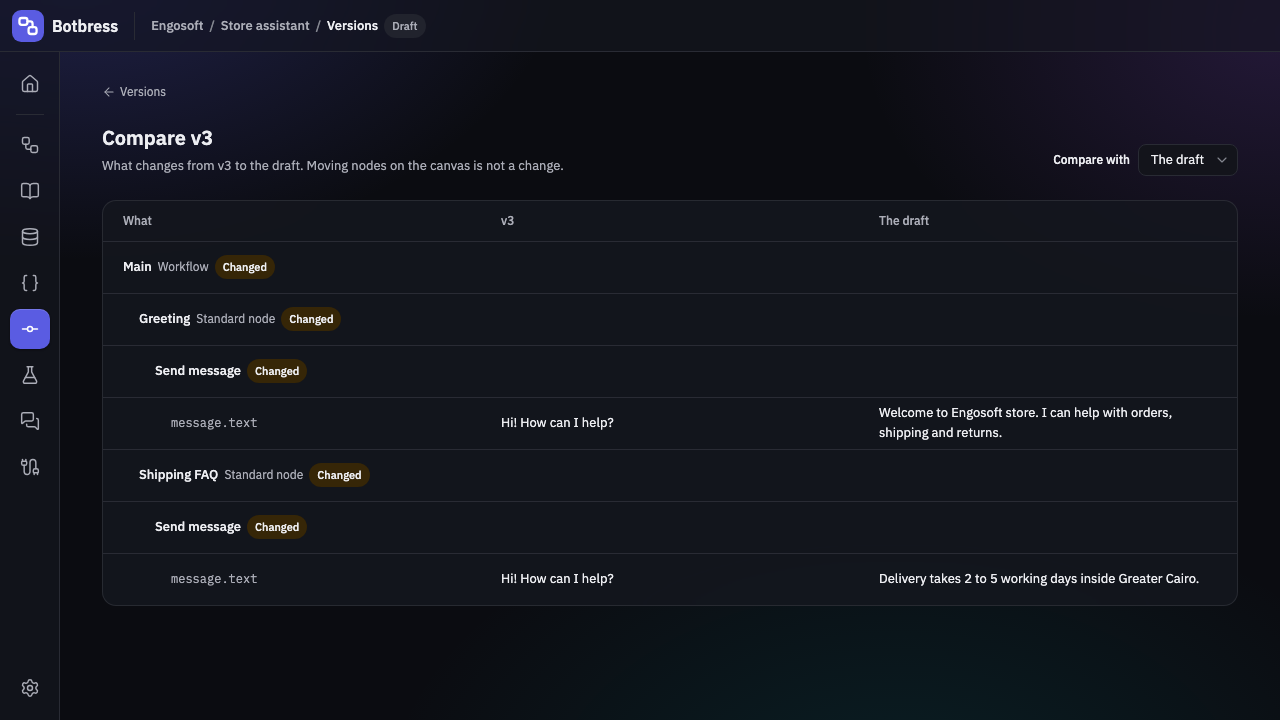 Botbress
Engosoft / Store assistant / Versions Draft
← Versions
Compare v3
What changes from v3 to the draft. Moving nodes on the canvas is not a change.
Compare with The draft
What v3 The draft
Main Workflow Changed
Greeting Standard node Changed
Send message Changed
message.text Hi! How can I help? Welcome to Engosoft store. I can help with orders,
shipping and returns.
Shipping FAQ Standard node Changed
Send message Changed
message.text Hi! How can I help? Delivery takes 2 to 5 working days inside Greater Cairo.